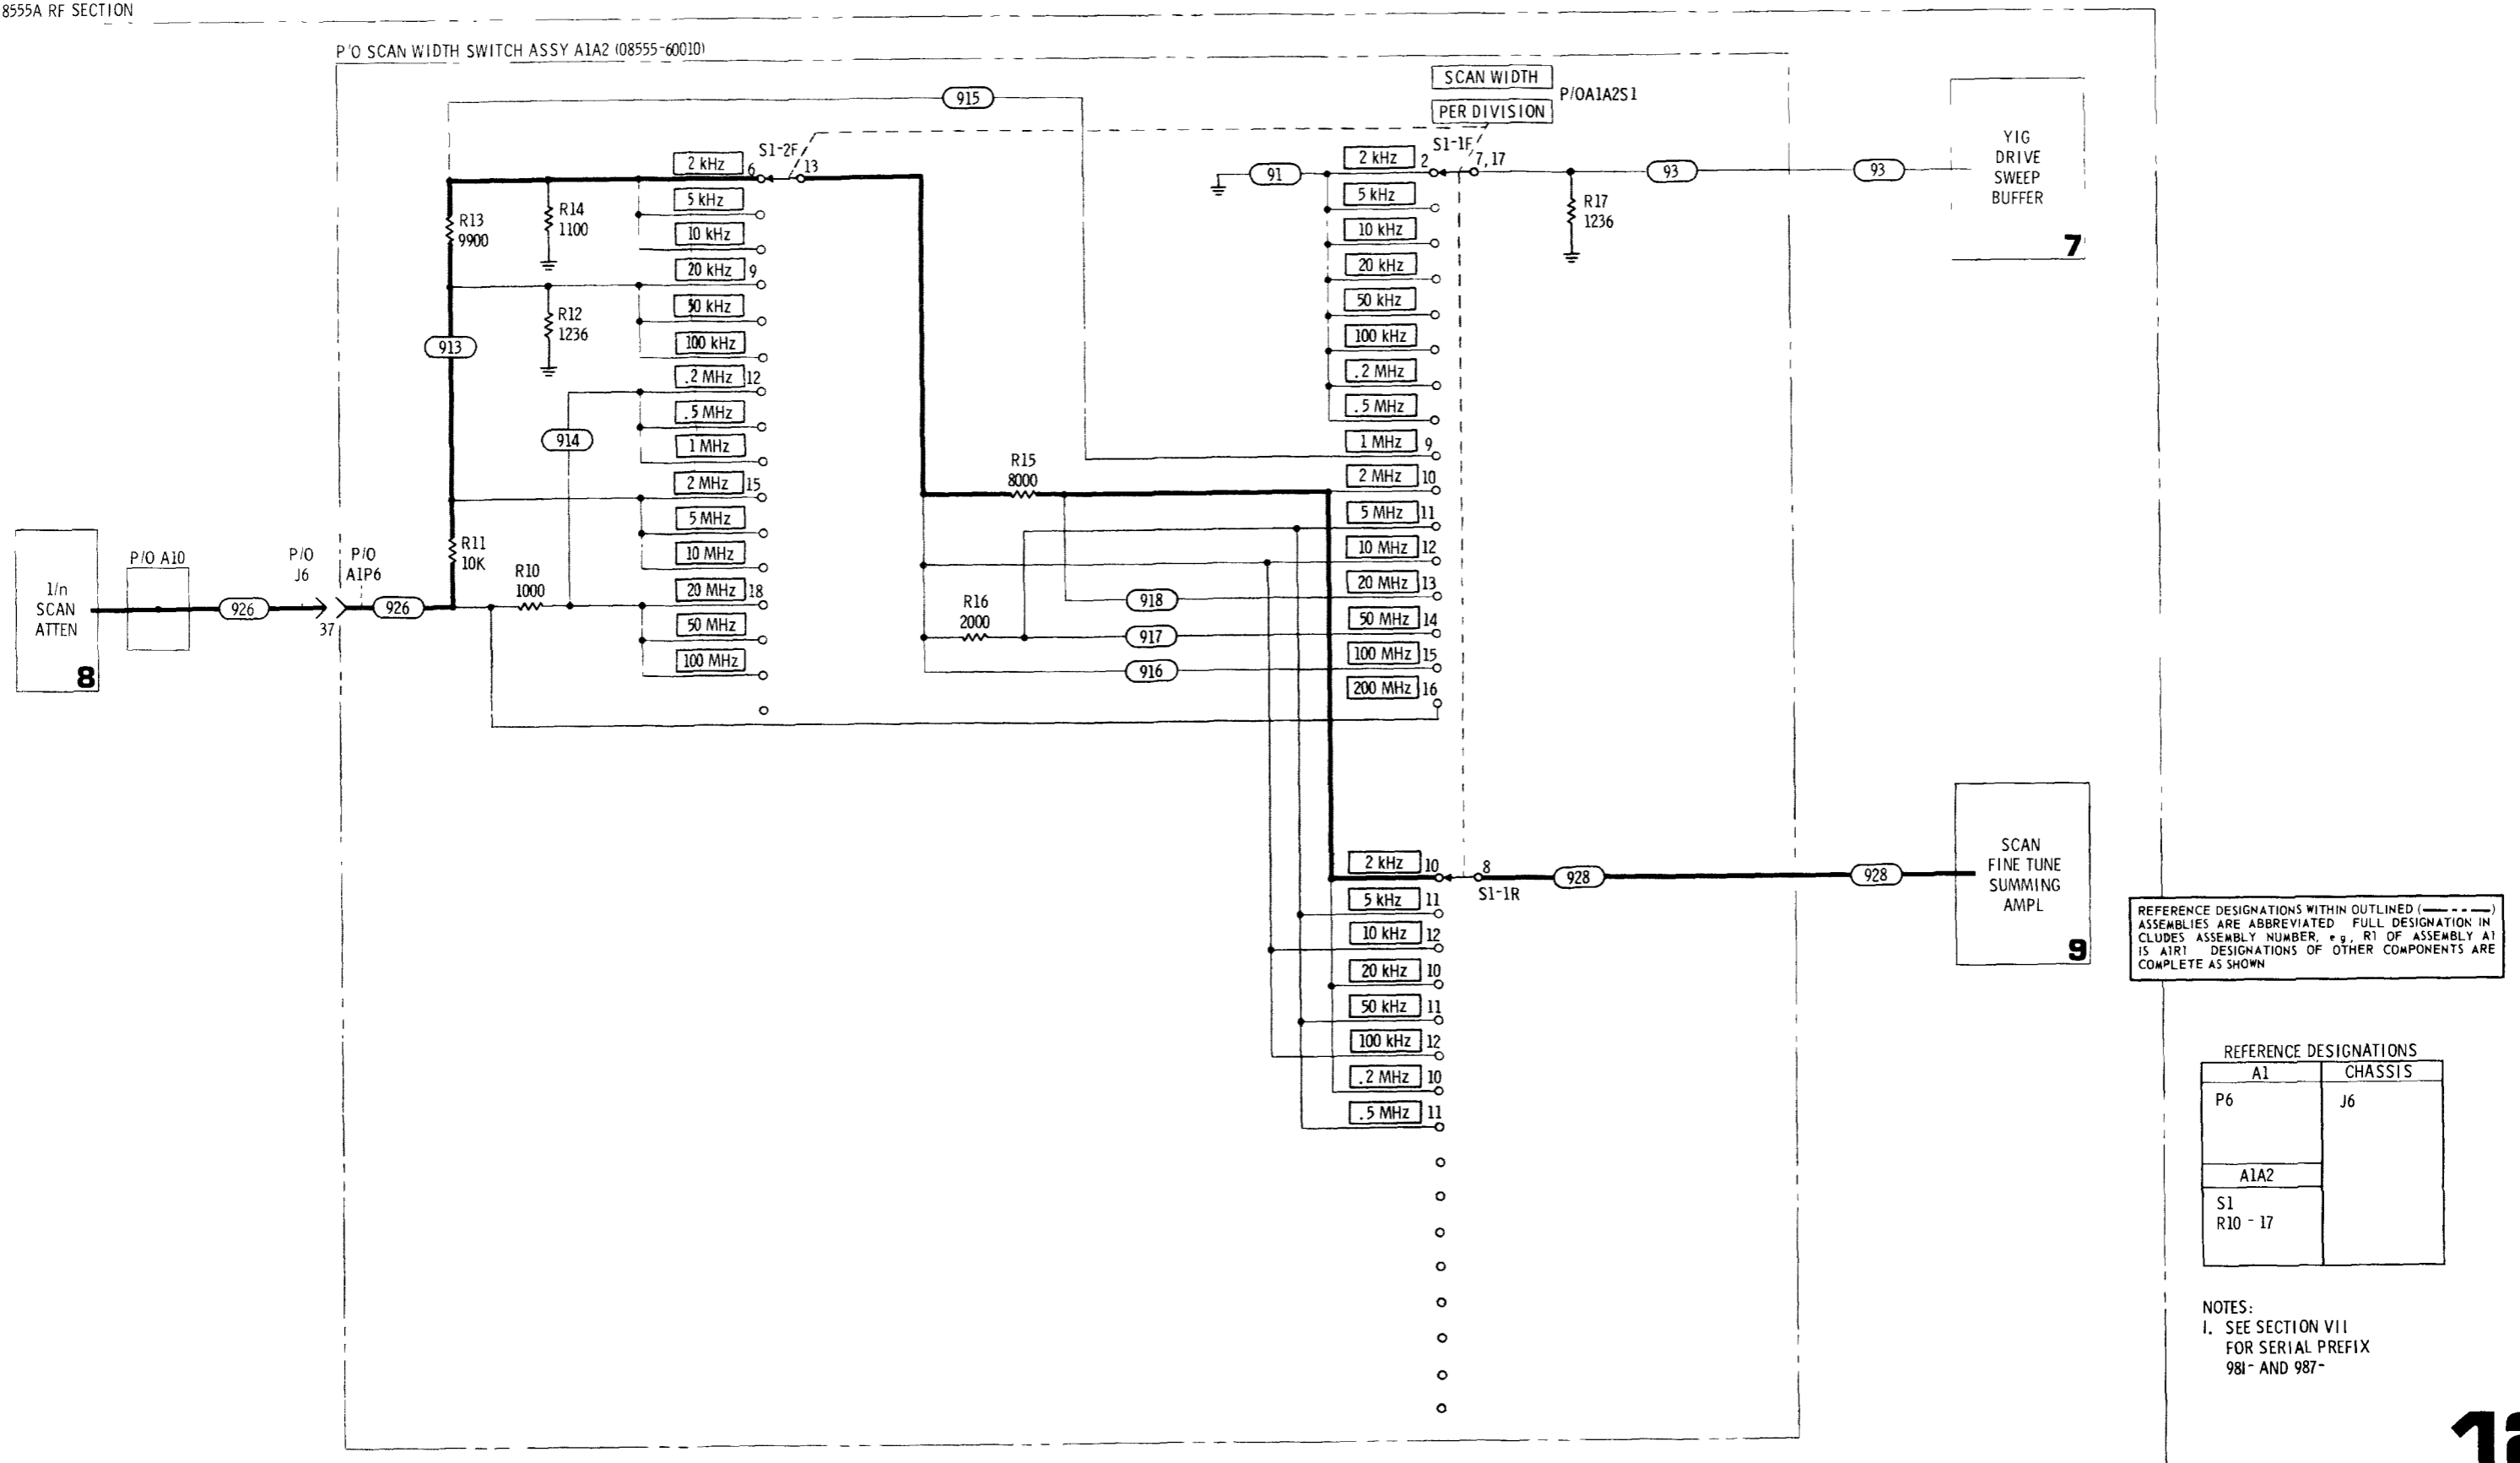 8555A RF SECTION
P/O SCAN WIDTH SWITCH ASSY A1A2 (08555-60010)
SCAN WIDTH
PER DIVISION
P/OA1A2S1
915
S1-2F
2 kHz 6
13
5 kHz
10 kHz
20 kHz 9
50 kHz
100 kHz
.2 MHz 12
.5 MHz
1 MHz
2 MHz 15
5 MHz
10 MHz
20 MHz 18
50 MHz
100 MHz
R13
9900
R14
1100
R12
1236
913
914
R11
10K
R10
1000
1/n
SCAN
ATTEN
8
P/O A10
926
P/O
J6
P/O
A1P6
37
926
R15
8000
R16
2000
918
917
916
91
S1-1F
2 kHz 2
7,17
5 kHz
10 kHz
20 kHz
50 kHz
100 kHz
.2 MHz
.5 MHz
1 MHz 9
2 MHz 10
5 MHz 11
10 MHz 12
20 MHz 13
50 MHz 14
100 MHz 15
200 MHz 16
R17
1236
93
93
YIG
DRIVE
SWEEP
BUFFER
7
2 kHz 10
8
S1-1R
5 kHz 11
10 kHz 12
20 kHz 10
50 kHz 11
100 kHz 12
.2 MHz 10
.5 MHz 11
928
928
SCAN
FINE TUNE
SUMMING
AMPL
9
REFERENCE DESIGNATIONS WITHIN OUTLINED (—— - - ——)
ASSEMBLIES ARE ABBREVIATED FULL DESIGNATION IN
CLUDES ASSEMBLY NUMBER, e g, R1 OF ASSEMBLY A1
IS A1R1 DESIGNATIONS OF OTHER COMPONENTS ARE
COMPLETE AS SHOWN
REFERENCE DESIGNATIONS
A1 CHASSIS
P6 J6
A1A2
S1
R10 - 17
NOTES:
1. SEE SECTION VII
FOR SERIAL PREFIX
981- AND 987-